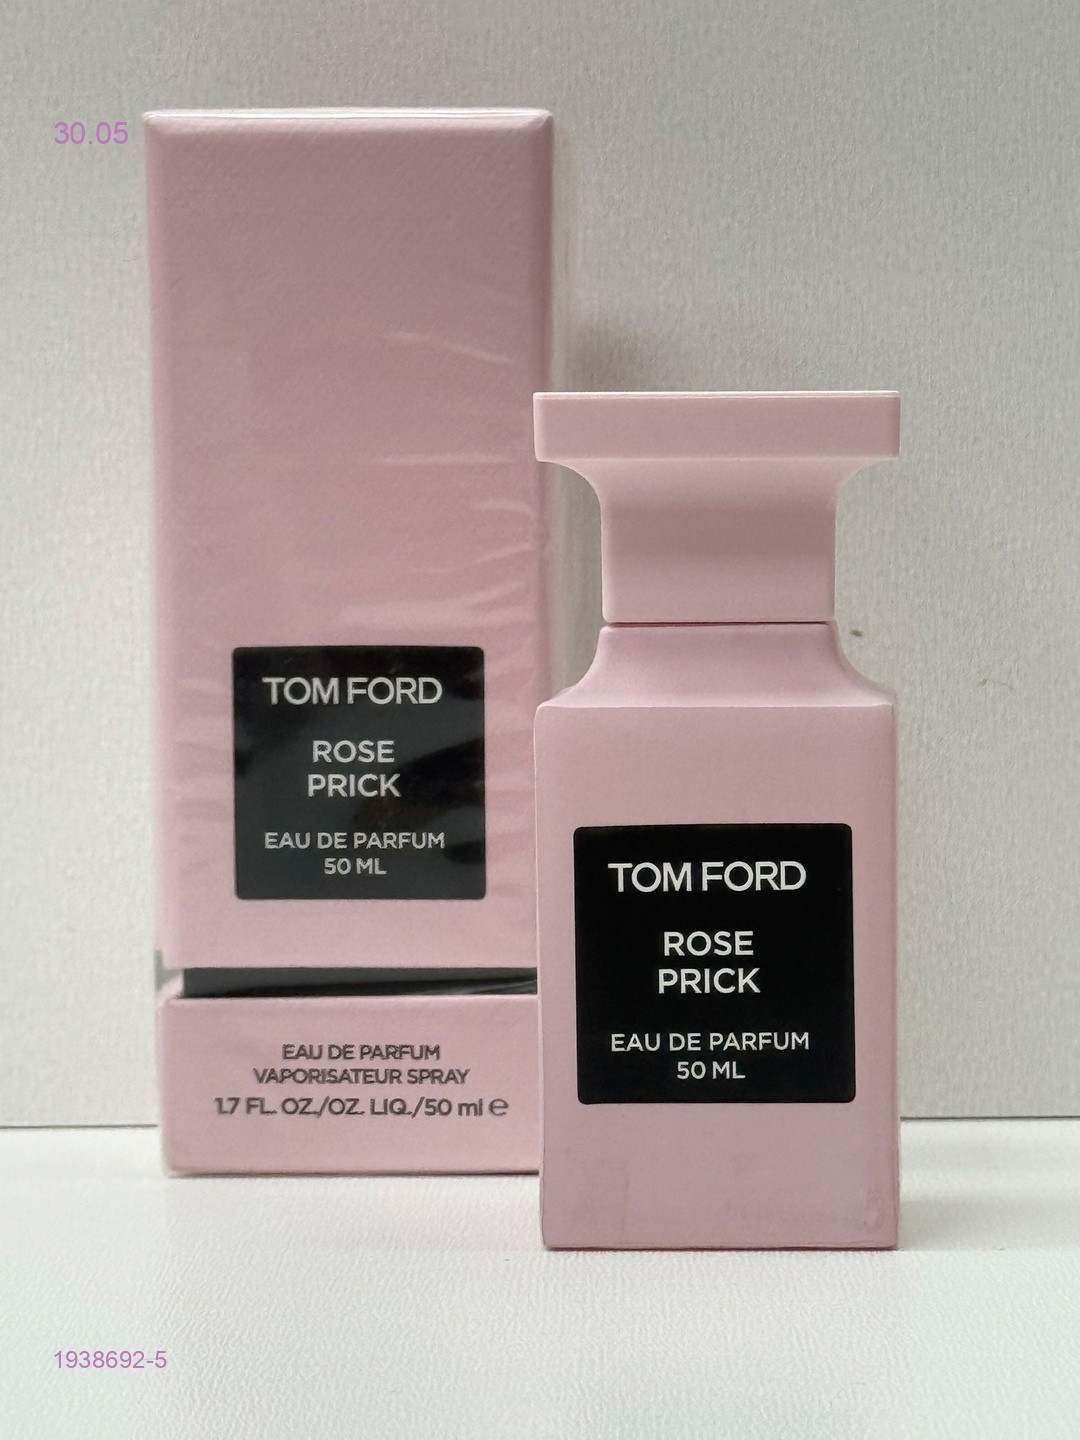 30.05
TOM FORD
ROSE
PRICK
EAU DE PARFUM
50 ML
EAU DE PARFUM
VAPORISATEUR SPRAY
1.7 FL. OZ./OZ. LIQ./50 ml e
TOM FORD
ROSE
PRICK
EAU DE PARFUM
50 ML
1938692-5